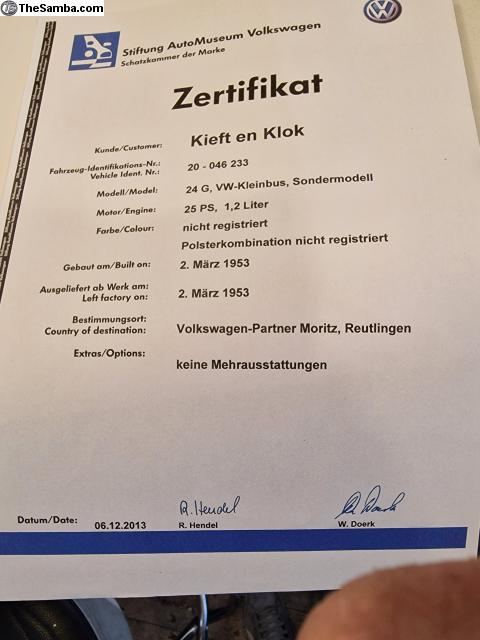 TheSamba.com
Stiftung AutoMuseum Volkswagen
Schatzkammer der Marke
Zertifikat
Kunde/Customer: Kieft en Klok
Fahrzeug-Identifikations-Nr.: 20 - 046 233
Vehicle Ident. Nr.:
Modell/Model: 24 G, VW-Kleinbus, Sondermodell
Motor/Engine: 25 PS, 1,2 Liter
Farbe/Colour: nicht registriert
Polsterkombination nicht registriert
Gebaut am/Built on: 2. März 1953
Ausgeliefert ab Werk am: 2. März 1953
Left factory on:
Bestimmungsort:
Country of destination: Volkswagen-Partner Moritz, Reutlingen
Extras/Options: keine Mehrausstattungen
Datum/Date: 06.12.2013
R. Hendel
R. Hendel
W. Doerk